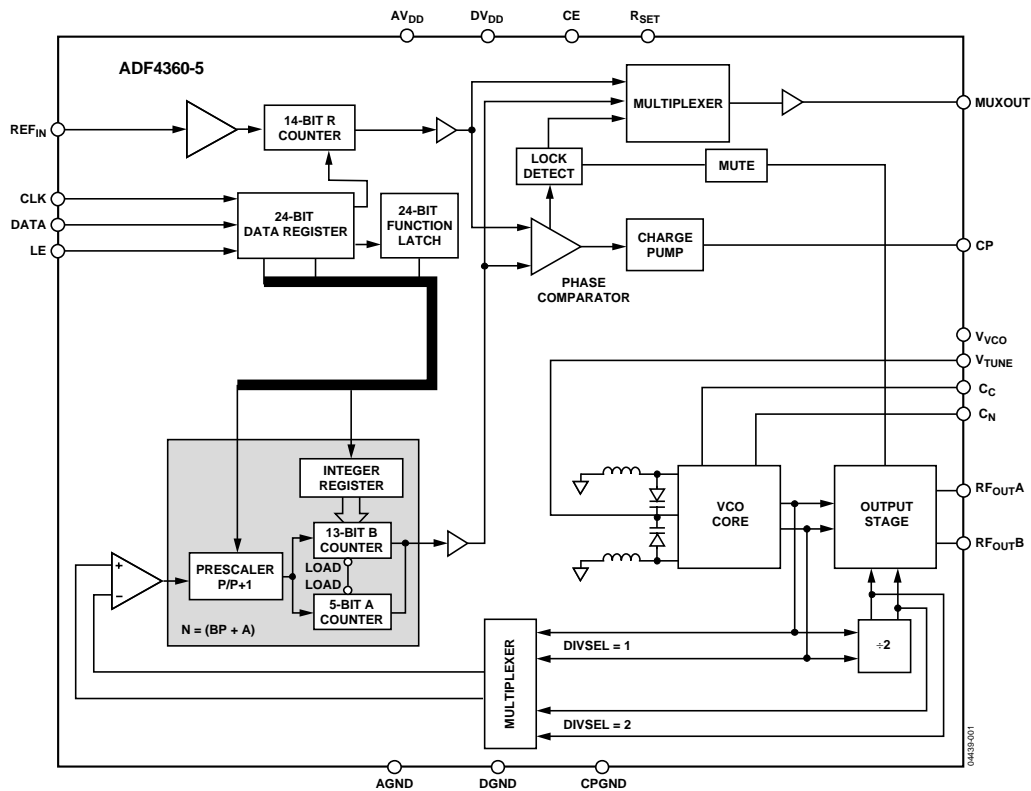 AVDD
DVDD
CE
RSET
ADF4360-5
MULTIPLEXER
MUXOUT
REFIN
14-BIT R
COUNTER
LOCK
DETECT
MUTE
CLK
DATA
LE
24-BIT
DATA REGISTER
24-BIT
FUNCTION
LATCH
CHARGE
PUMP
CP
PHASE
COMPARATOR
VVCO
VTUNE
CC
CN
INTEGER
REGISTER
13-BIT B
COUNTER
LOAD
LOAD
5-BIT A
COUNTER
PRESCALER
P/P+1
+
−
N = (BP + A)
VCO
CORE
OUTPUT
STAGE
RFOUTA
RFOUTB
MULTIPLEXER
DIVSEL = 1
÷2
DIVSEL = 2
AGND
DGND
CPGND
04439-001